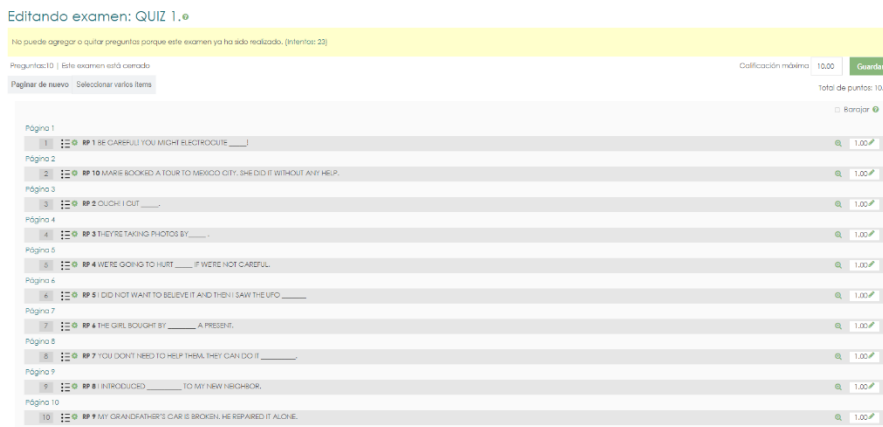 Editando examen: QUIZ 1.
No puede agregar o quitar preguntas porque este examen ya ha sido realizado. (Intentos: 23)
Preguntas:10 | Este examen está cerrado
Calificación máxima 10.00 Guardar
Paginar de nuevo Seleccionar varios ítems
Total de puntos: 10.
Barajar
Página 1
1 RP 1 BE CAREFUL! YOU MIGHT ELECTROCUTE ____!
1.00
Página 2
2 RP 10 MARIE BOOKED A TOUR TO MEXICO CITY. SHE DID IT WITHOUT ANY HELP.
1.00
Página 3
3 RP 2 OUCH! I CUT ____.
1.00
Página 4
4 RP 3 THEY'RE TAKING PHOTOS BY____ .
1.00
Página 5
5 RP 4 WE'RE GOING TO HURT ____ IF WE'RE NOT CAREFUL.
1.00
Página 6
6 RP 5 I DID NOT WANT TO BELIEVE IT AND THEN I SAW THE UFO ______
1.00
Página 7
7 RP 6 THE GIRL BOUGHT BY _______ A PRESENT.
1.00
Página 8
8 RP 7 YOU DON'T NEED TO HELP THEM. THEY CAN DO IT _________.
1.00
Página 9
9 RP 8 I INTRODUCED _________ TO MY NEW NEIGHBOR.
1.00
Página 10
10 RP 9 MY GRANDFATHER'S CAR IS BROKEN. HE REPAIRED IT ALONE.
1.00